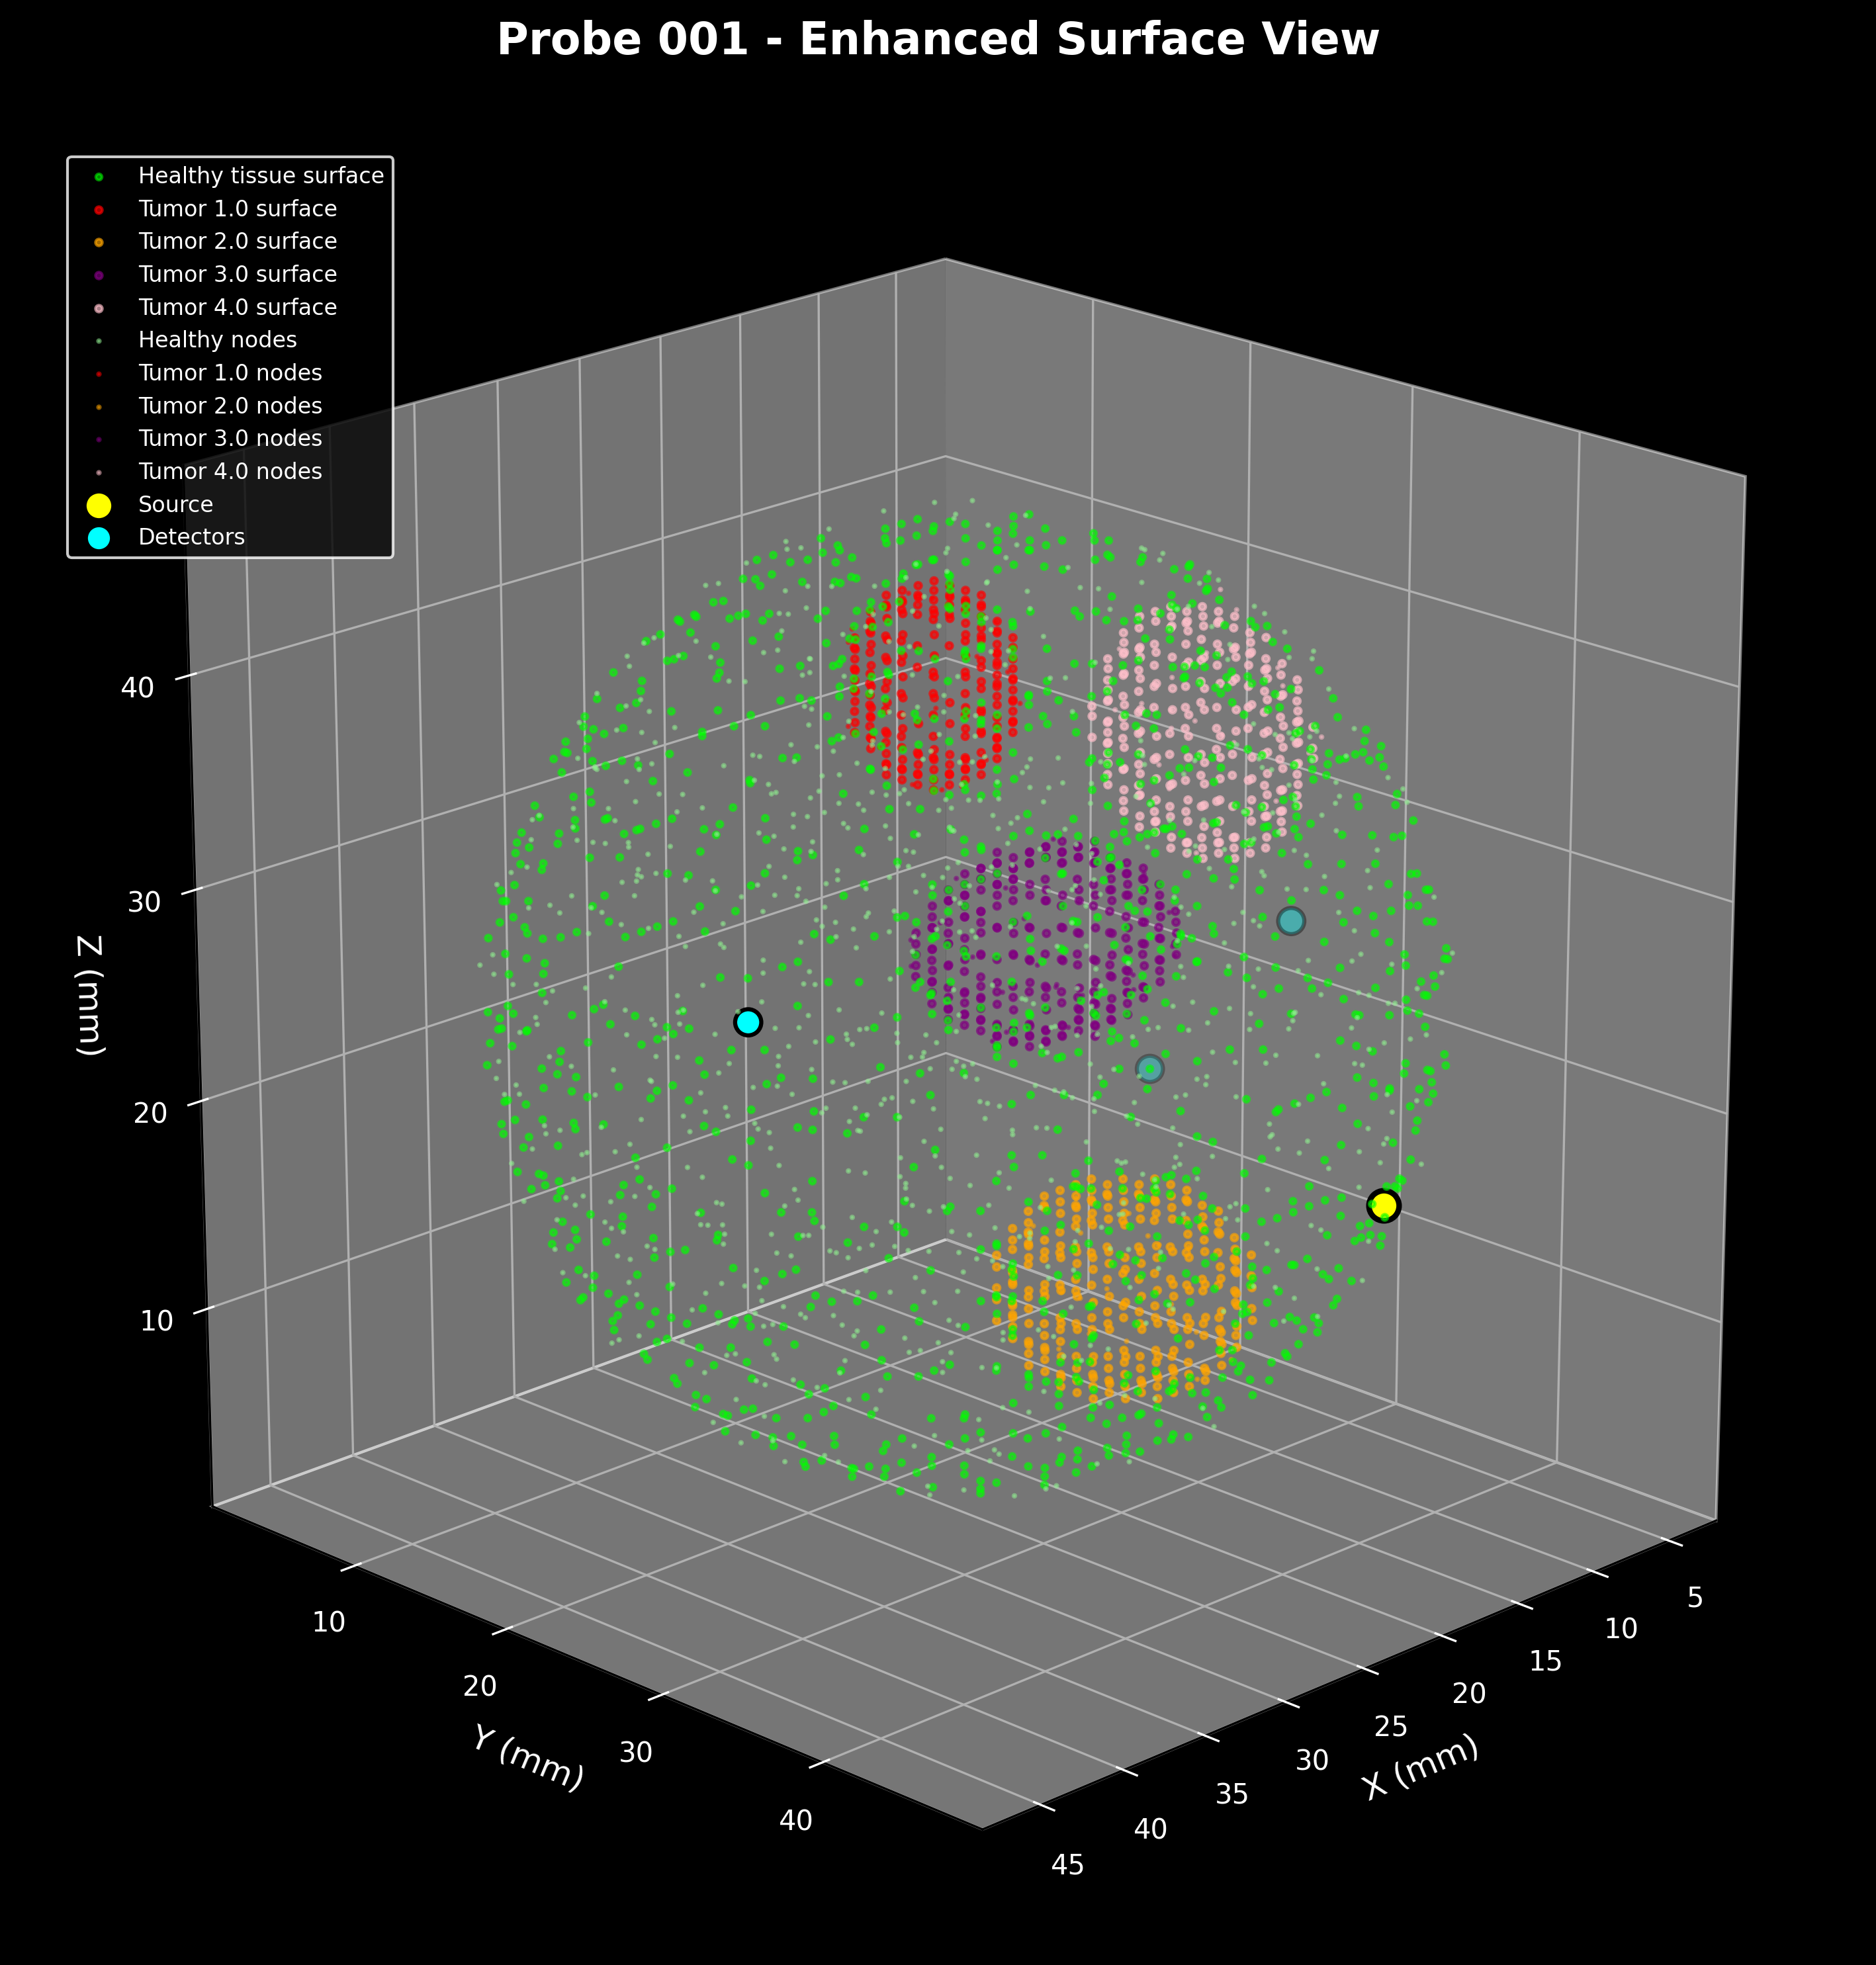 Probe 001 - Enhanced Surface View
Healthy tissue surface
Tumor 1.0 surface
Tumor 2.0 surface
Tumor 3.0 surface
Tumor 4.0 surface
Healthy nodes
Tumor 1.0 nodes
Tumor 2.0 nodes
Tumor 3.0 nodes
Tumor 4.0 nodes
Source
Detectors
40
30
20
10
Z (mm)
10
20
30
40
Y (mm)
5
10
15
20
25
30
35
40
45
X (mm)